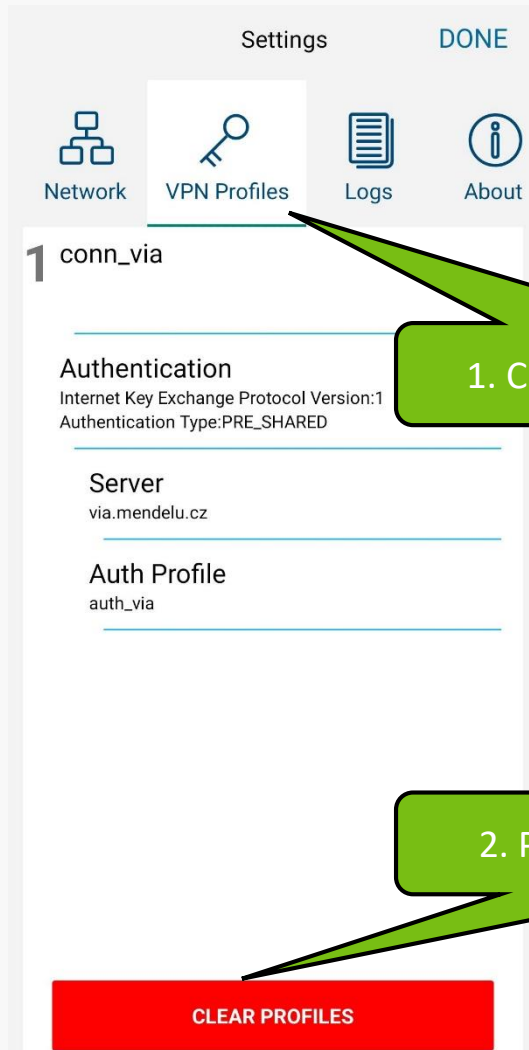 Settings
DONE
Network
VPN Profiles
Logs
About
1
conn_via
Authentication
Internet Key Exchange Protocol Version:1
Authentication Type:PRE_SHARED
1. C
Server
via.mendelu.cz
Auth Profile
auth_via
2.
CLEAR PROFILES